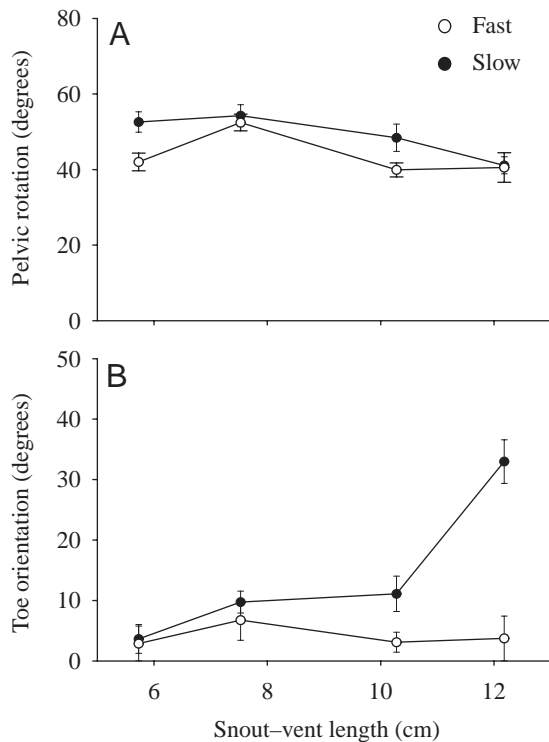 A
Fast
Slow
Pelvic rotation (degrees)
80
60
40
20
0
B
Toe orientation (degrees)
50
40
30
20
10
0
6 8 10 12
Snout–vent length (cm)